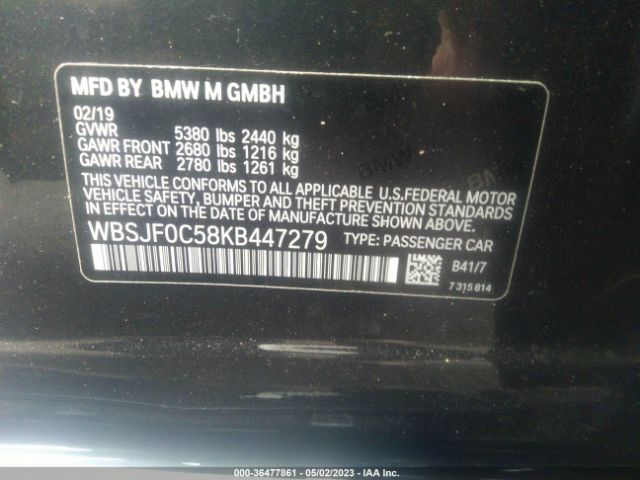 MFD BY BMW M GMBH
02/19
GVWR 5380 lbs 2440 kg
GAWR FRONT 2680 lbs 1216 kg
GAWR REAR 2780 lbs 1261 kg
THIS VEHICLE CONFORMS TO ALL APPLICABLE U.S.FEDERAL MOTOR
VEHICLE SAFETY, BUMPER AND THEFT PREVENTION STANDARDS
IN EFFECT ON THE DATE OF MANUFACTURE SHOWN ABOVE.
WBSJF0C58KB447279 TYPE: PASSENGER CAR
B41/7
7 315 814
000-36477861 - 05/02/2023 - IAA Inc.